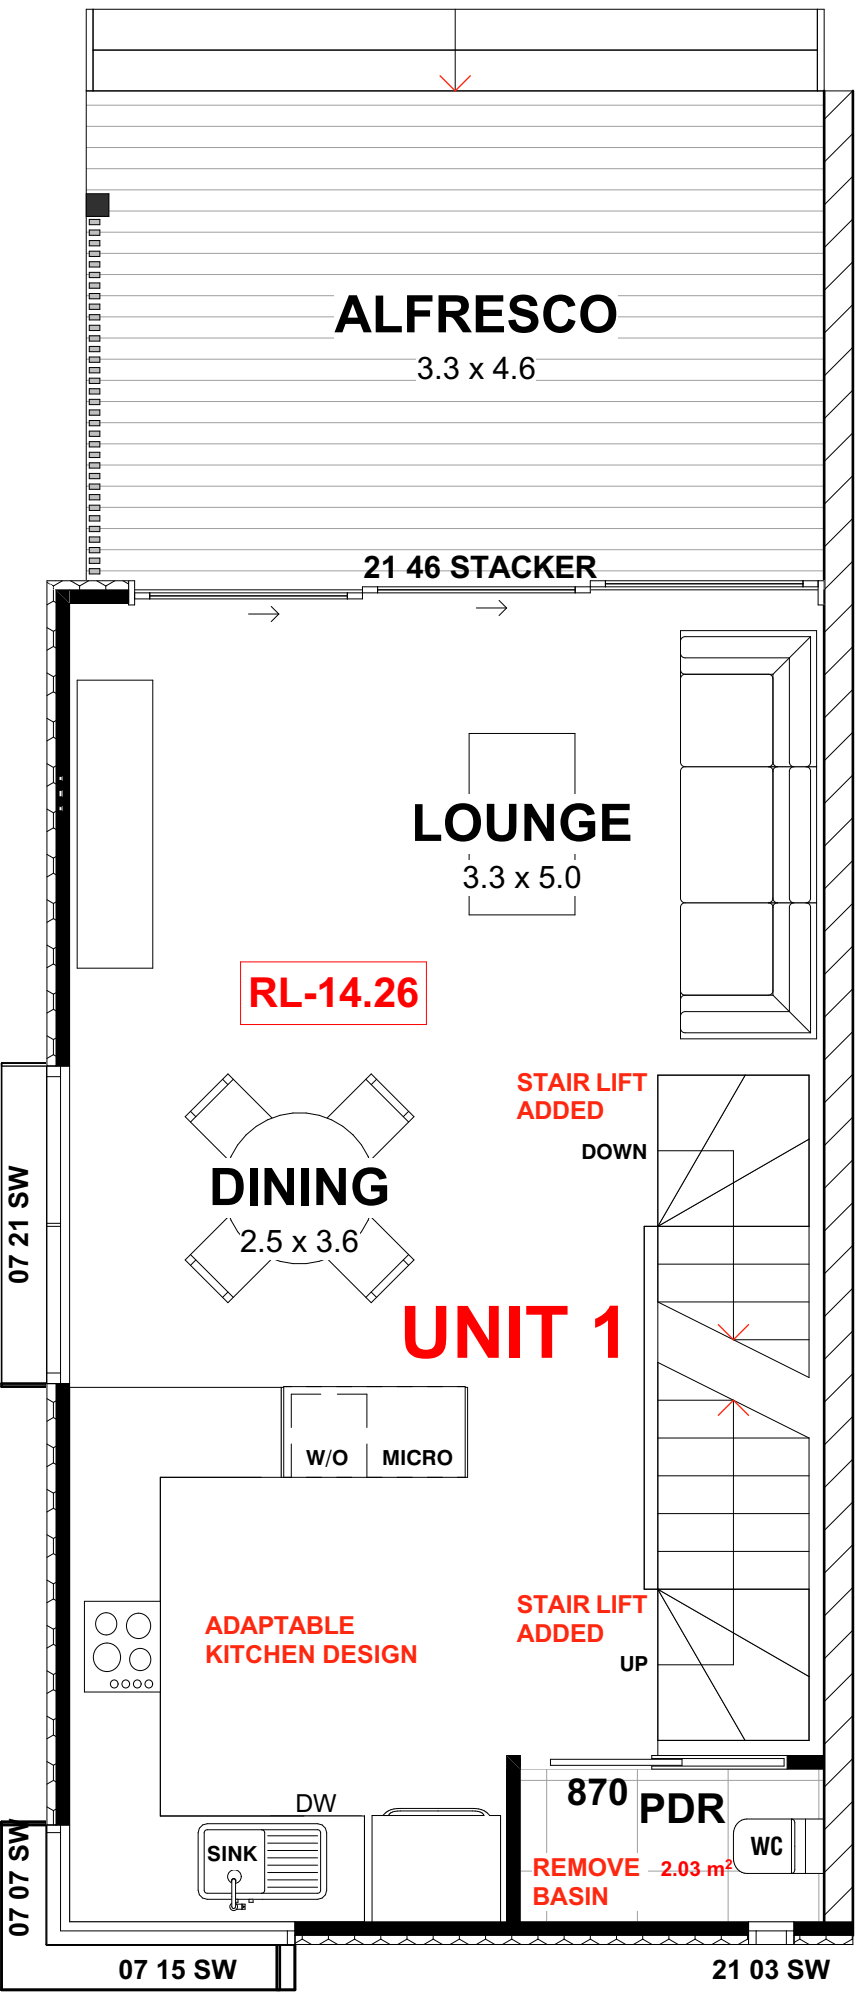 ALFRESCO
3.3 x 4.6
21 46 STACKER
LOUNGE
3.3 x 5.0
RL-14.26
STAIR LIFT
ADDED
DOWN
07 21 SW
DINING
2.5 x 3.6
UNIT 1
W/O
MICRO
ADAPTABLE
KITCHEN DESIGN
STAIR LIFT
ADDED
UP
870
PDR
DW
SINK
WC
REMOVE
BASIN
2.03 m²
07 07 SW
07 15 SW
21 03 SW